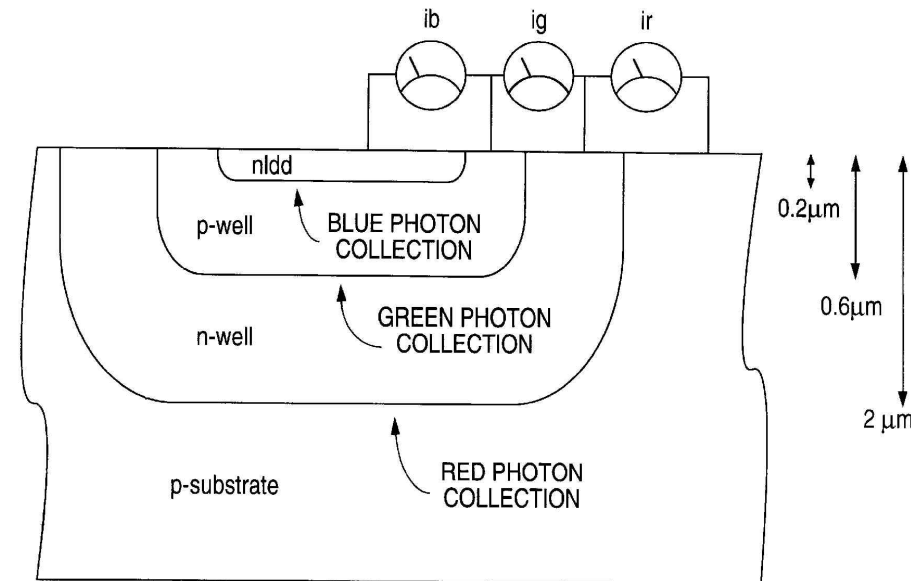 ib ig ir
nldd
p-well
BLUE PHOTON
COLLECTION
0.2μm
0.6μm
GREEN PHOTON
COLLECTION
n-well
2 μm
RED PHOTON
COLLECTION
p-substrate